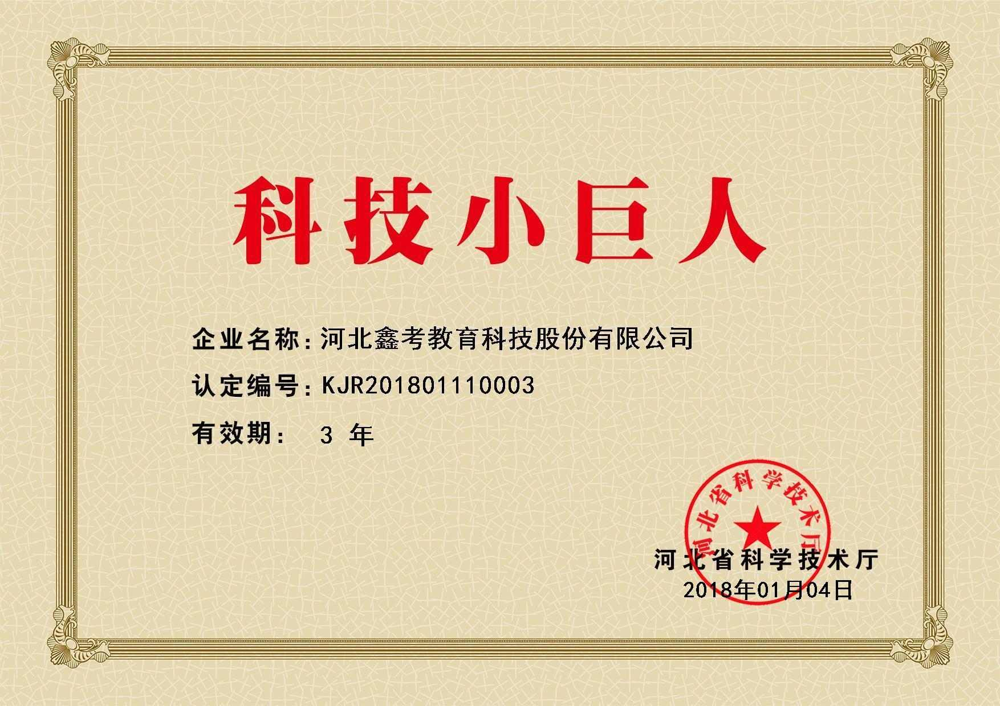 科技小巨人
企业名称：河北鑫考教育科技股份有限公司
认定编号：KJR201801110003
有效期： 3 年
河北省科学技术厅
河北省科学技术厅
2018年01月04日